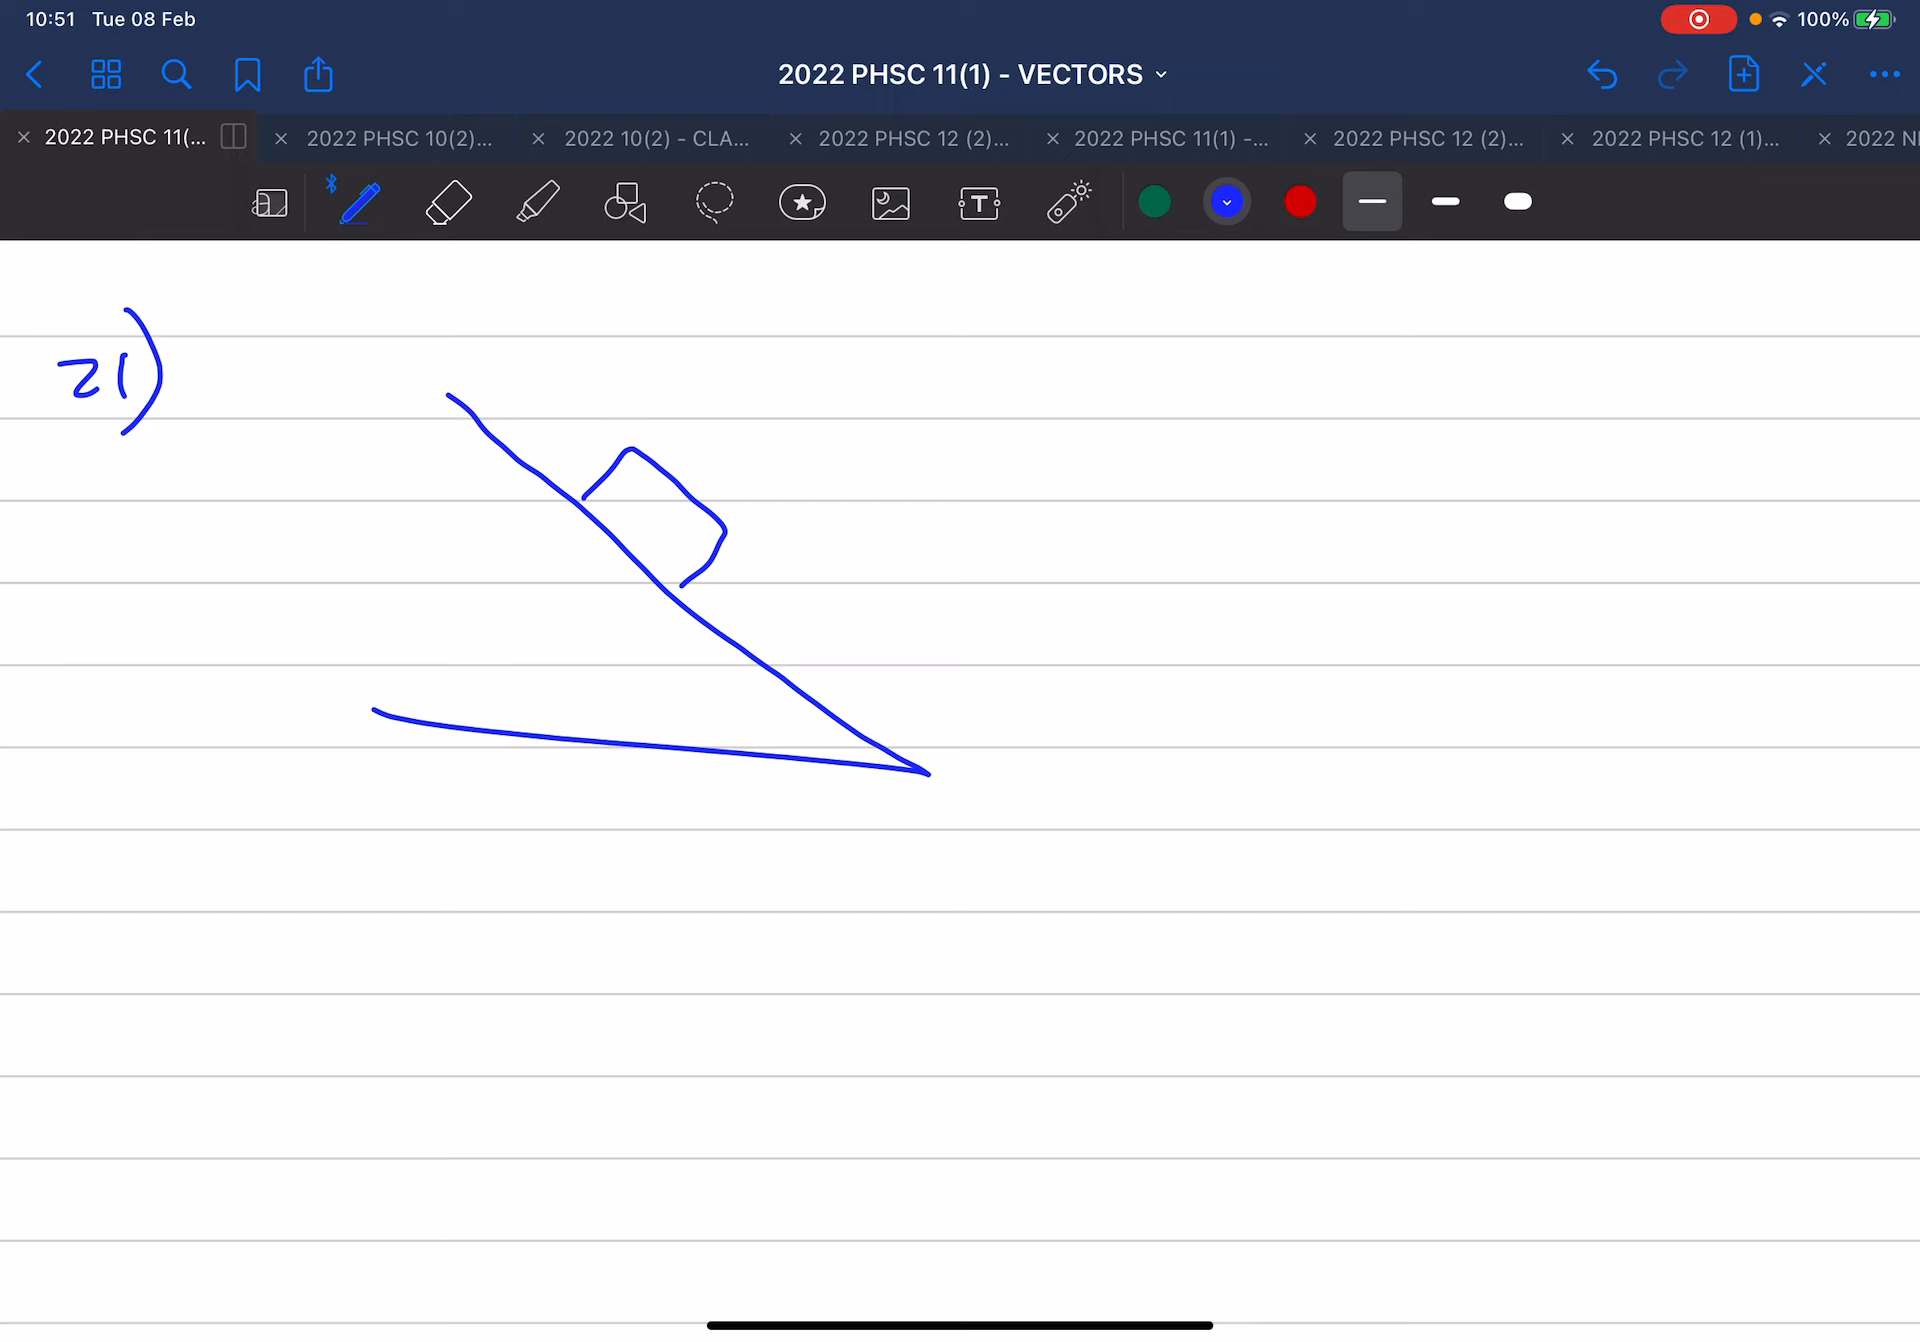 10:51 Tue 08 Feb 100%
2022 PHSC 11(1) - VECTORS
2022 PHSC 11(... 2022 PHSC 10(2)... 2022 10(2) - CLA... 2022 PHSC 12 (2)... 2022 PHSC 11(1) -... 2022 PHSC 12 (2)... 2022 PHSC 12 (1)... 2022 N
T
21)